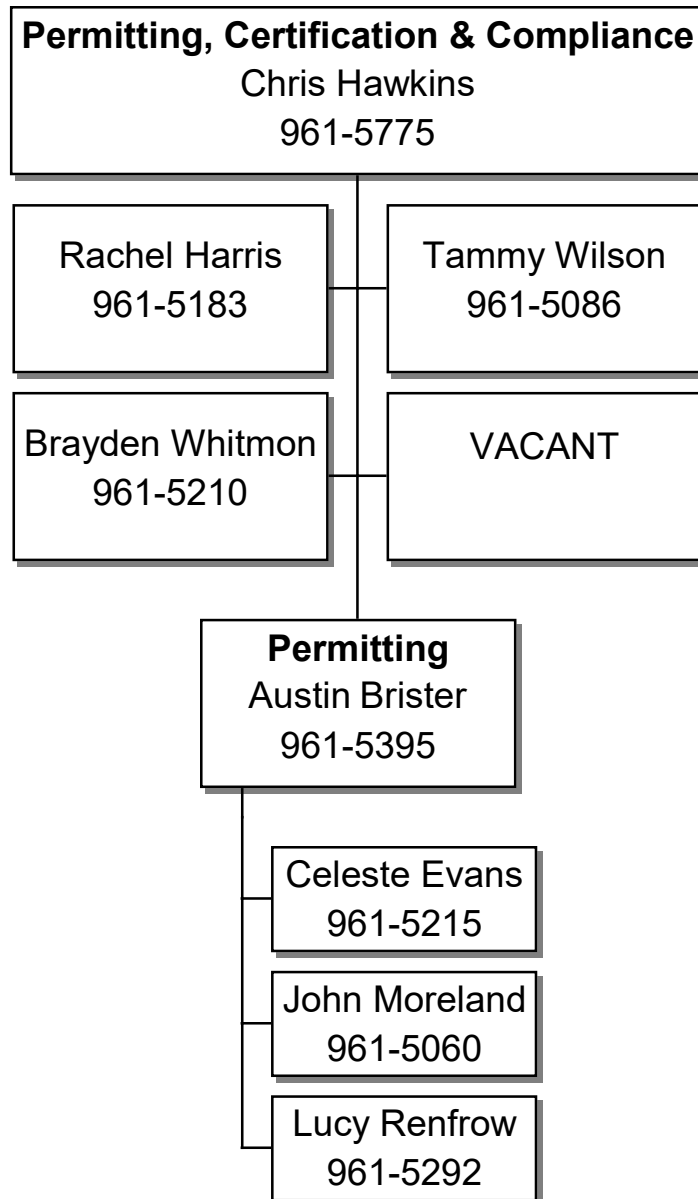 Permitting, Certification & Compliance
Chris Hawkins
961-5775
Rachel Harris
961-5183
Tammy Wilson
961-5086
Brayden Whitmon
961-5210
VACANT
Permitting
Austin Brister
961-5395
Celeste Evans
961-5215
John Moreland
961-5060
Lucy Renfrow
961-5292